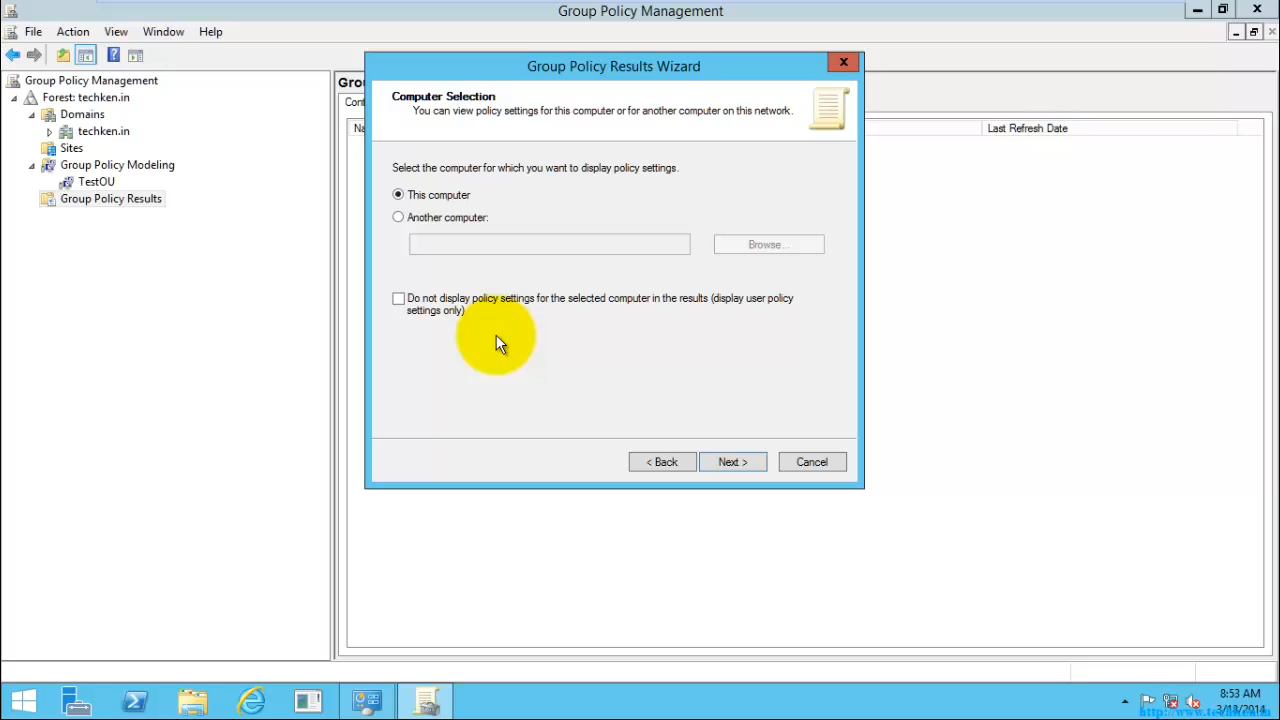 Group Policy Management
File Action View Window Help
Group Policy Management
Forest: techken.in
Domains
techken.in
Sites
Group Policy Modeling
TestOU
Group Policy Results
Last Refresh Date
Group Policy Results Wizard
Computer Selection
You can view policy settings for this computer or for another computer on this network.
Select the computer for which you want to display policy settings.
This computer
Another computer:
Browse...
Do not display policy settings for the selected computer in the results (display user policy
settings only)
< Back Next > Cancel
8:53 AM
3/13/2014